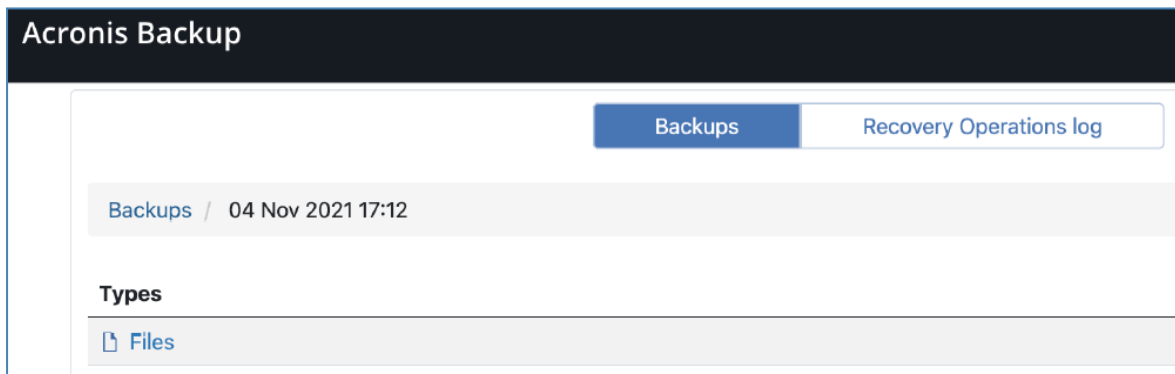 Acronis Backup
Backups Recovery Operations log
Backups / 04 Nov 2021 17:12
Types
Files